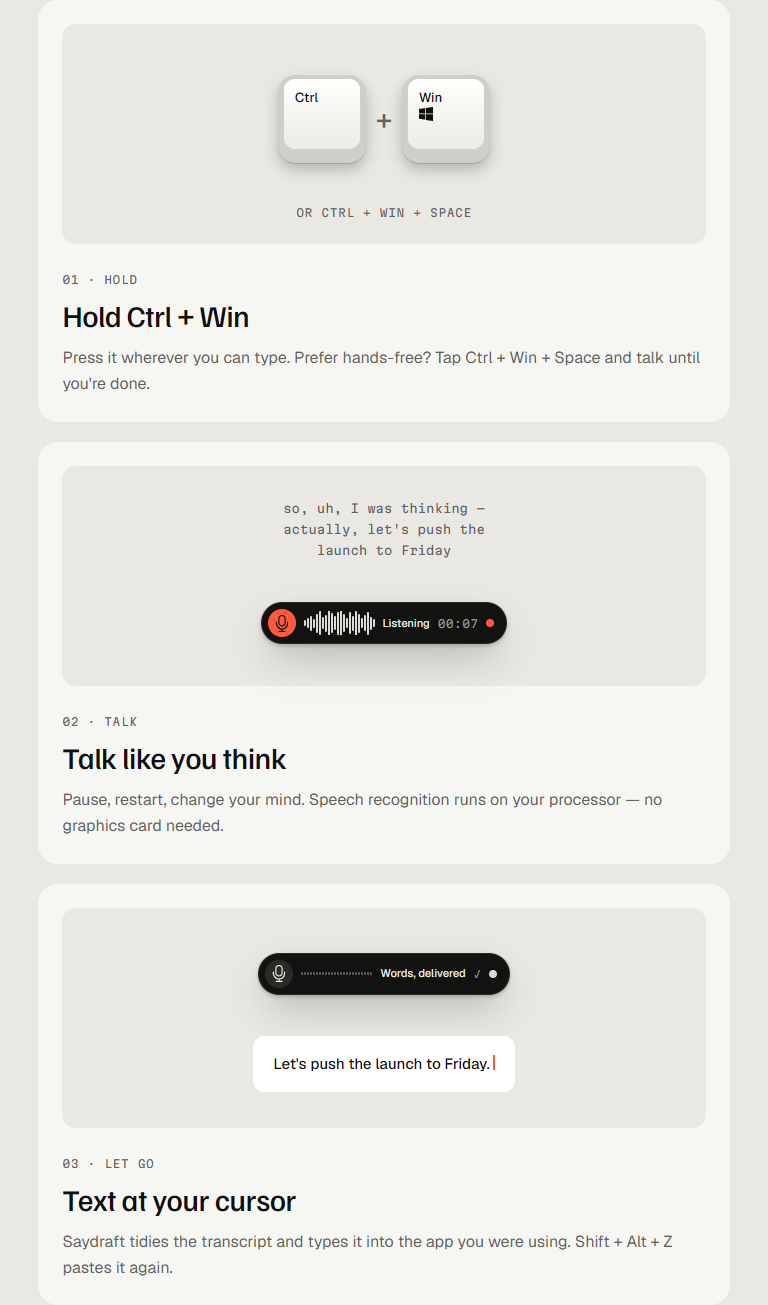 Ctrl
+
Win
OR CTRL + WIN + SPACE
01 · HOLD
Hold Ctrl + Win
Press it wherever you can type. Prefer hands-free? Tap Ctrl + Win + Space and talk until
you're done.
so, uh, I was thinking —
actually, let's push the
launch to Friday
Listening 00:07
02 · TALK
Talk like you think
Pause, restart, change your mind. Speech recognition runs on your processor — no
graphics card needed.
Words, delivered ✓
Let's push the launch to Friday.
03 · LET GO
Text at your cursor
Saydraft tidies the transcript and types it into the app you were using. Shift + Alt + Z
pastes it again.